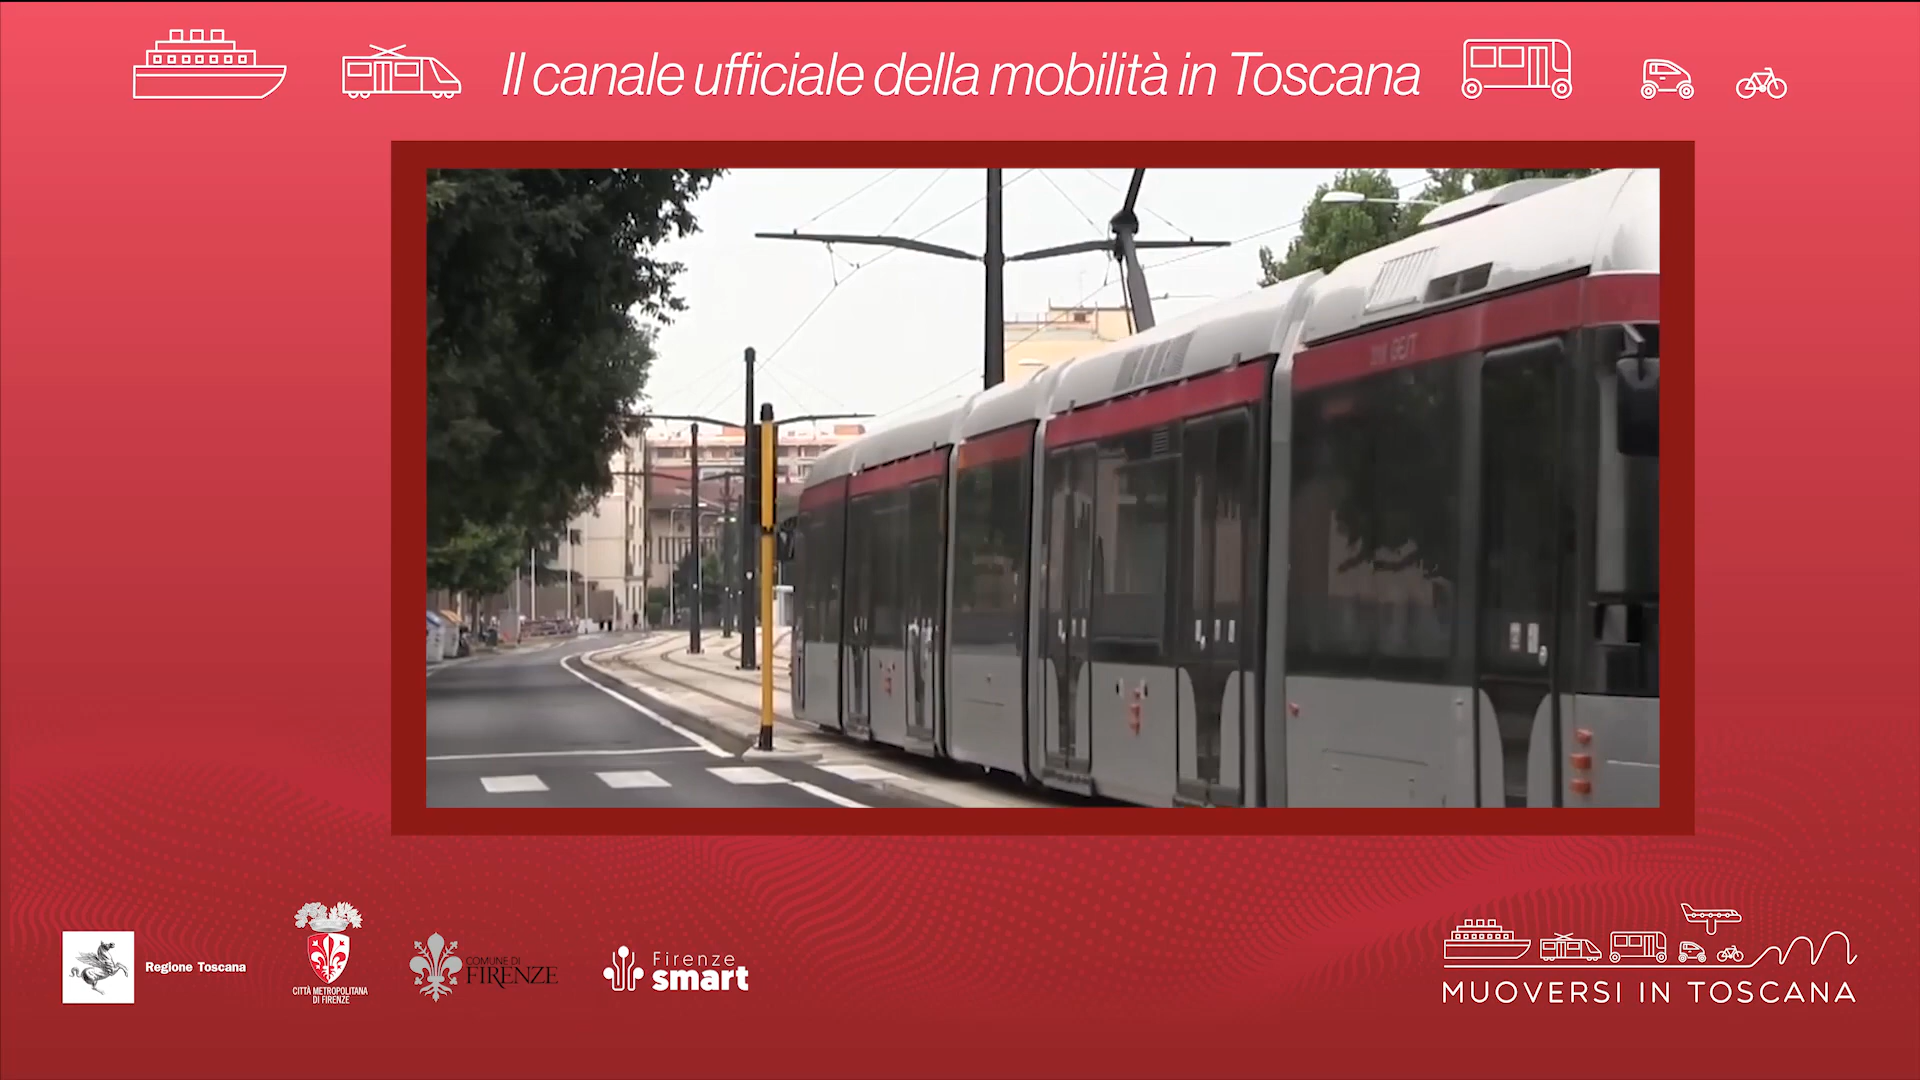 Il canale ufficiale della mobilità in Toscana
Regione Toscana
CITTÀ METROPOLITANA
DI FIRENZE
COMUNE DI
FIRENZE
Firenze
smart
MUOVERSI IN TOSCANA